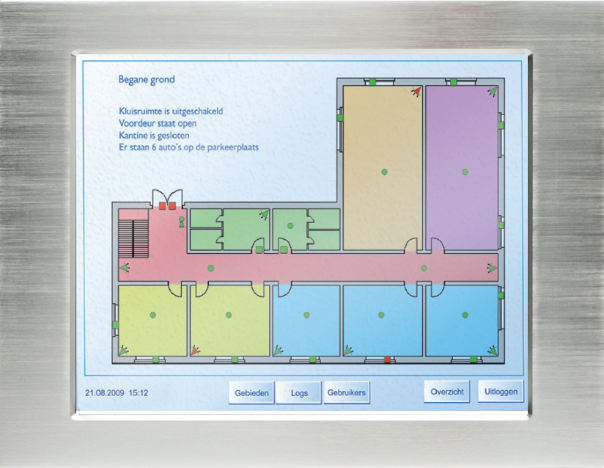 Begane grond
Kluisruimte is uitgeschakeld
Voordeur staat open
Kantine is gesloten
Er staan 6 auto's op de parkeerplaats
21.08.2009 15:12
Gebieden
Logs
Gebruikers
Overzicht
Uitloggen